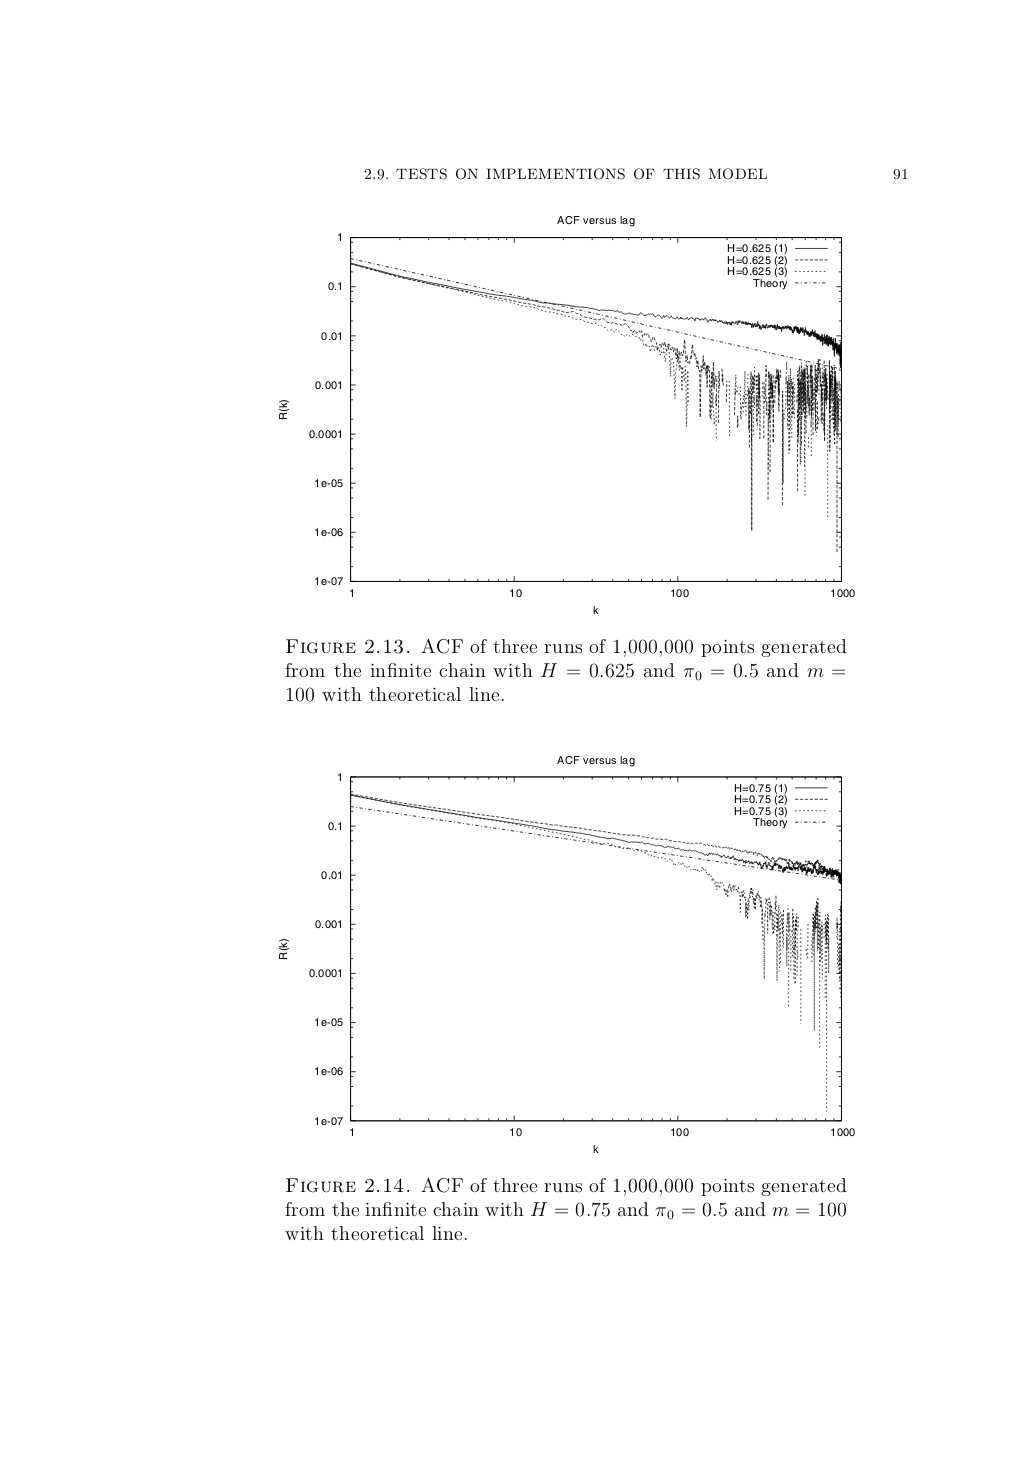 2.9. TESTS ON IMPLEMENTIONS OF THIS MODEL 91
ACF versus lag
H=0.625 (1)
H=0.625 (2)
H=0.625 (3)
Theory
1
0.1
0.01
0.001
0.0001
1e-05
1e-06
1e-07
R(k)
1 10 100 1000
k
FIGURE 2.13. ACF of three runs of 1,000,000 points generated
from the infinite chain with H = 0.625 and π₀ = 0.5 and m =
100 with theoretical line.
ACF versus lag
H=0.75 (1)
H=0.75 (2)
H=0.75 (3)
Theory
1
0.1
0.01
0.001
0.0001
1e-05
1e-06
1e-07
R(k)
1 10 100 1000
k
FIGURE 2.14. ACF of three runs of 1,000,000 points generated
from the infinite chain with H = 0.75 and π₀ = 0.5 and m = 100
with theoretical line.